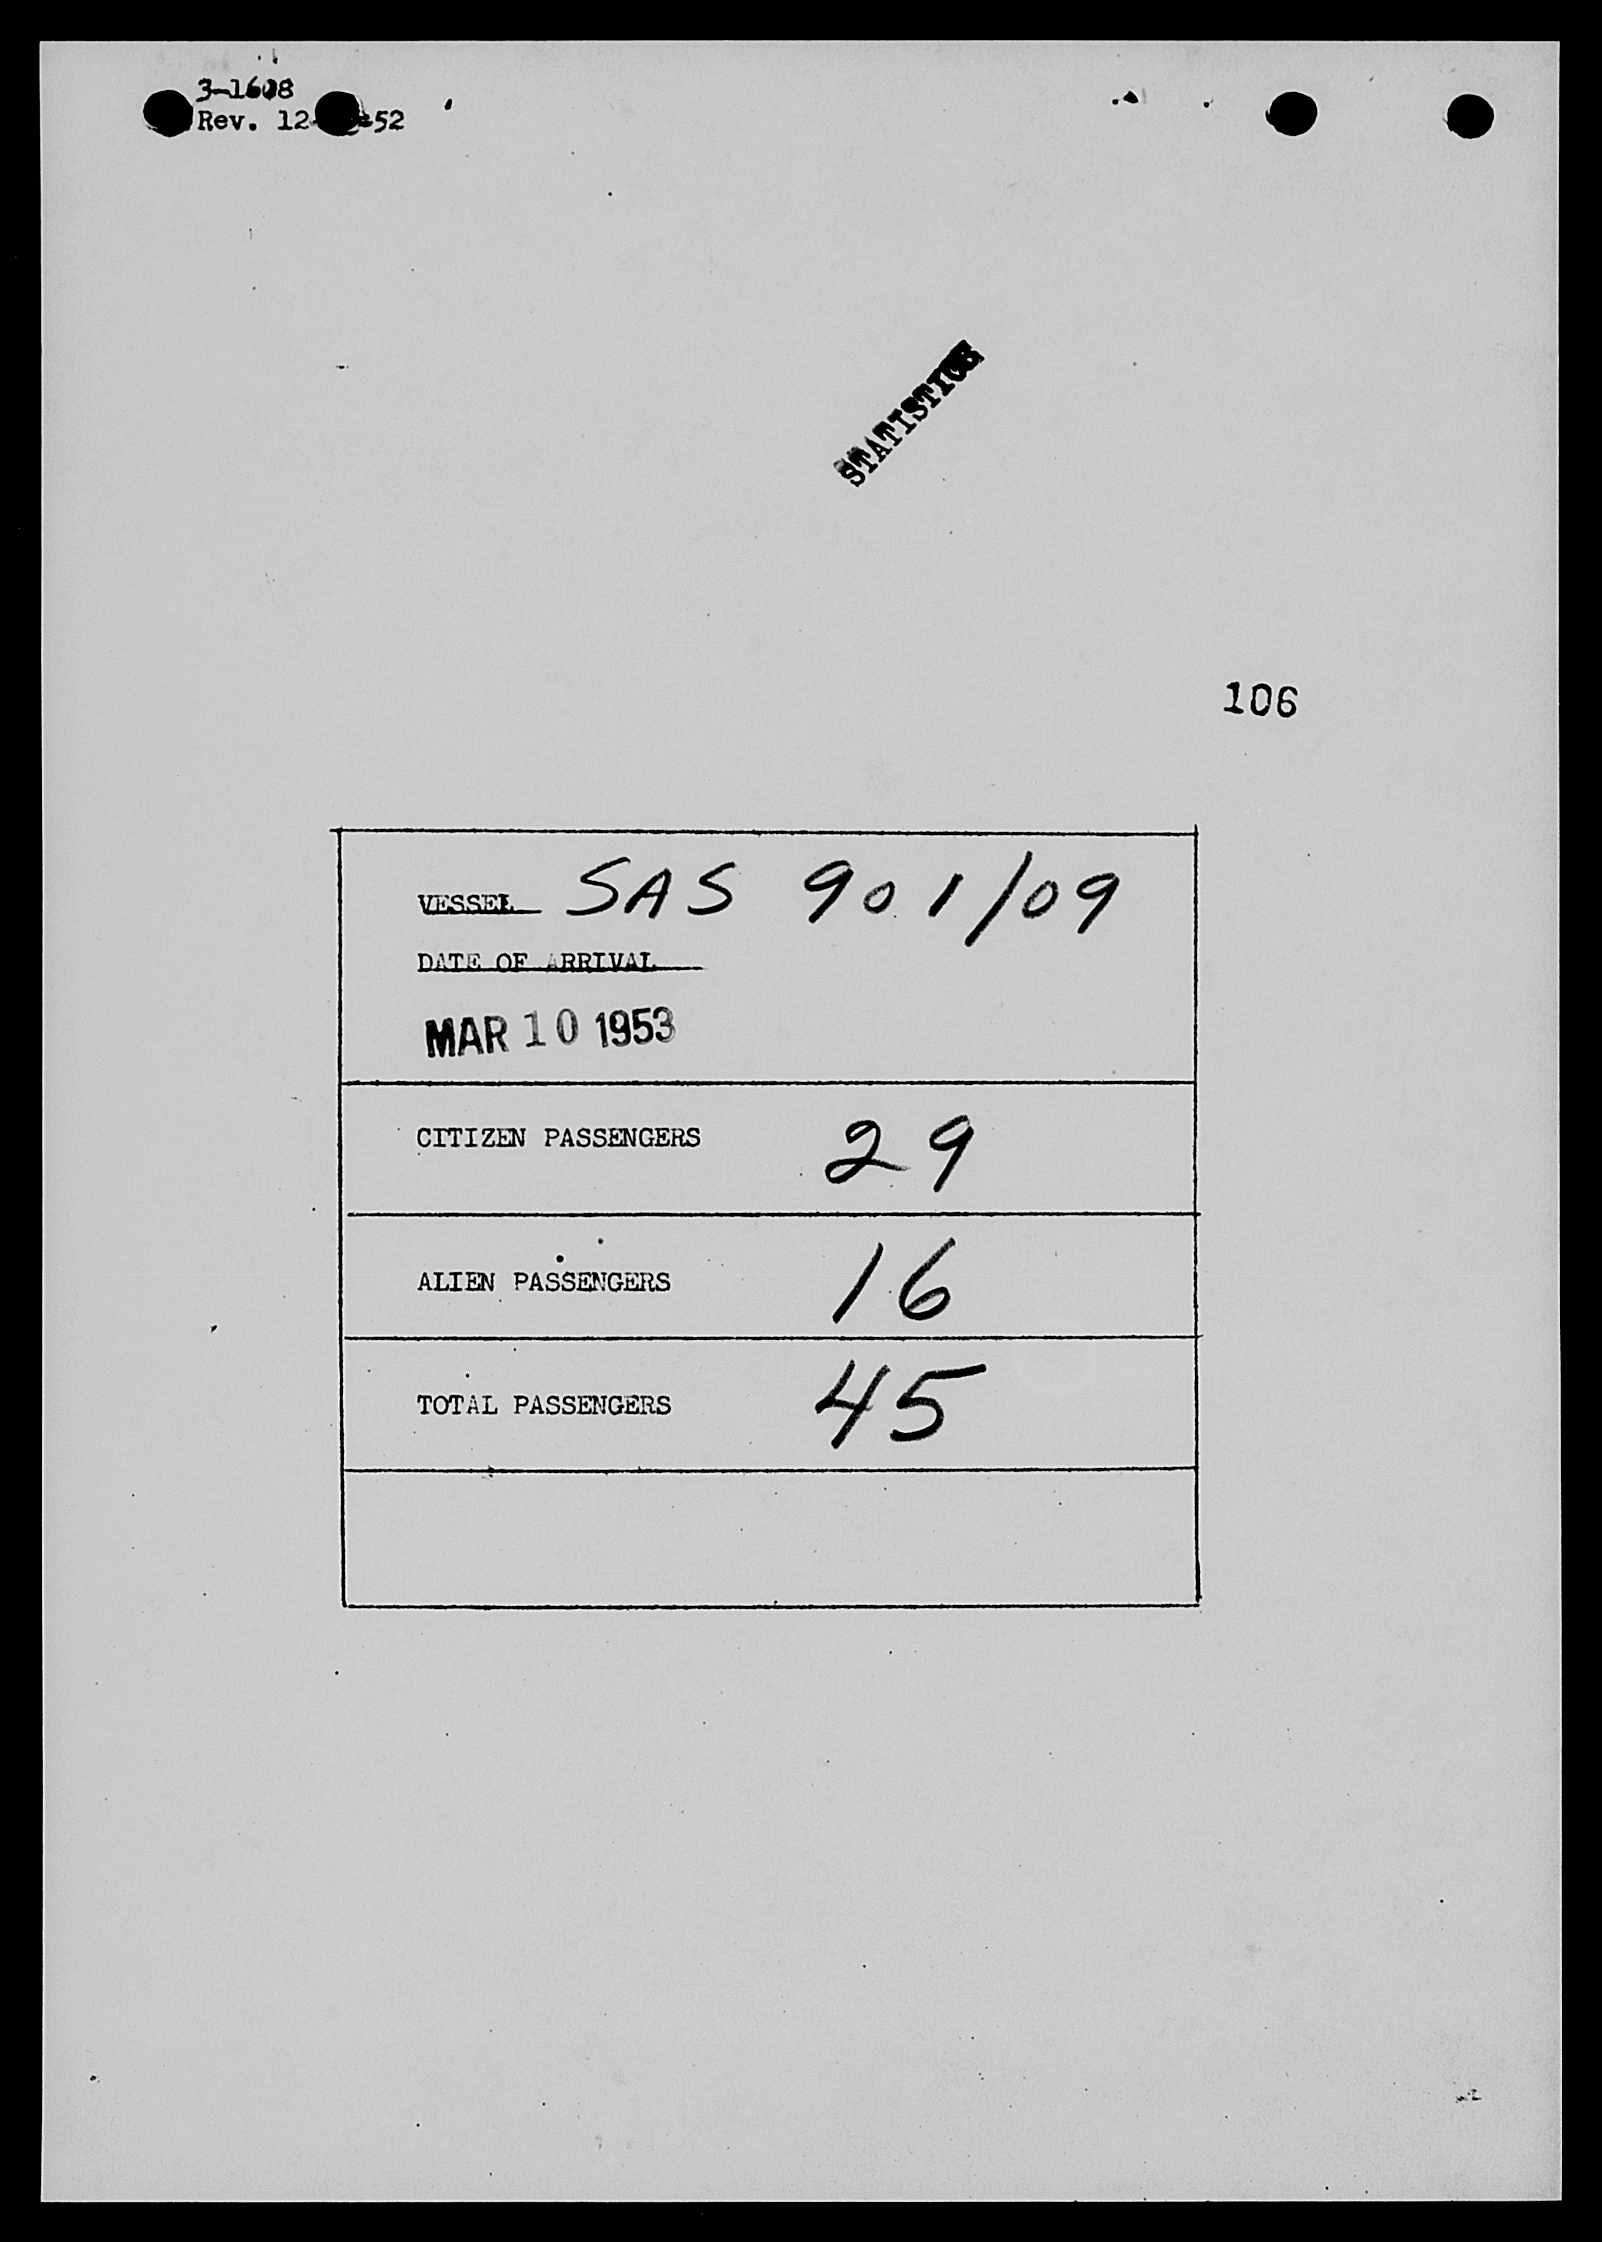 3-1608
Rev. 12- -52
STATISTICS
106
VESSEL SAS 901/09
DATE OF ARRIVAL
MAR 10 1953
CITIZEN PASSENGERS 29
ALIEN PASSENGERS 16
TOTAL PASSENGERS 45